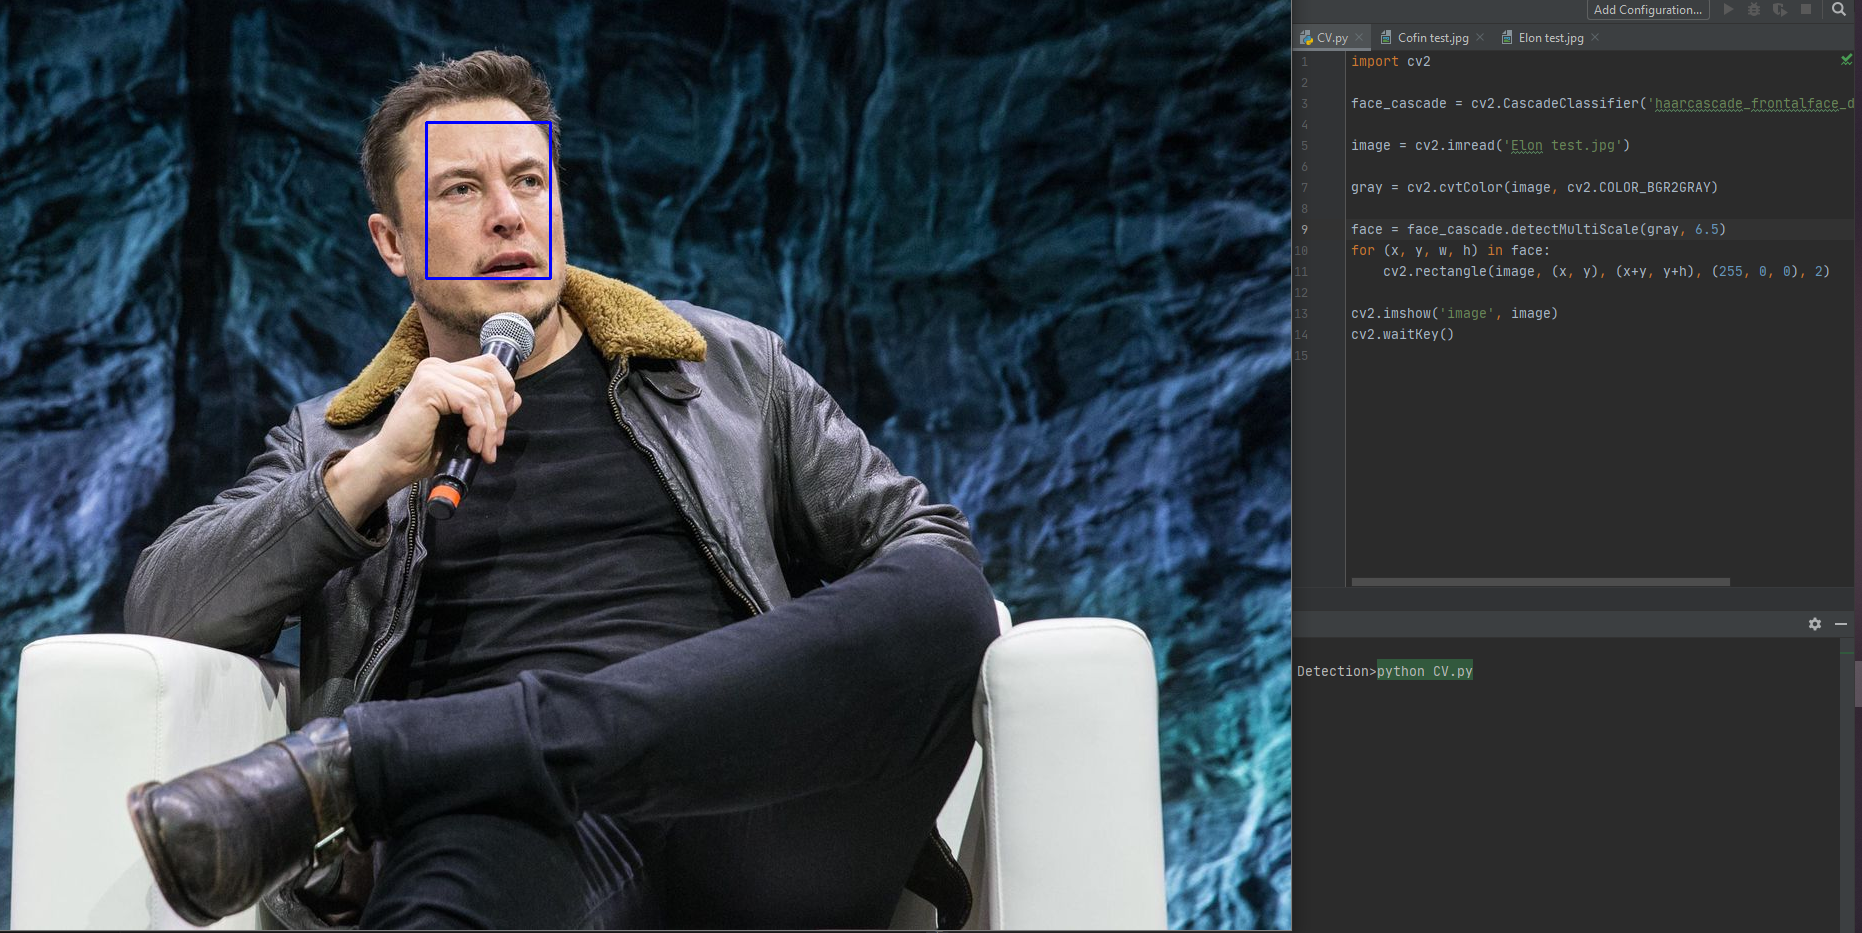 Add Configuration...
CV.py
Cofin test.jpg
Elon test.jpg
1 import cv2
2
3 face_cascade = cv2.CascadeClassifier('haarcascade_frontalface_d
4
5 image = cv2.imread('Elon test.jpg')
6
7 gray = cv2.cvtColor(image, cv2.COLOR_BGR2GRAY)
8
9 face = face_cascade.detectMultiScale(gray, 6.5)
10 for (x, y, w, h) in face:
11 cv2.rectangle(image, (x, y), (x+y, y+h), (255, 0, 0), 2)
12
13 cv2.imshow('image', image)
14 cv2.waitKey()
15
Detection>python CV.py